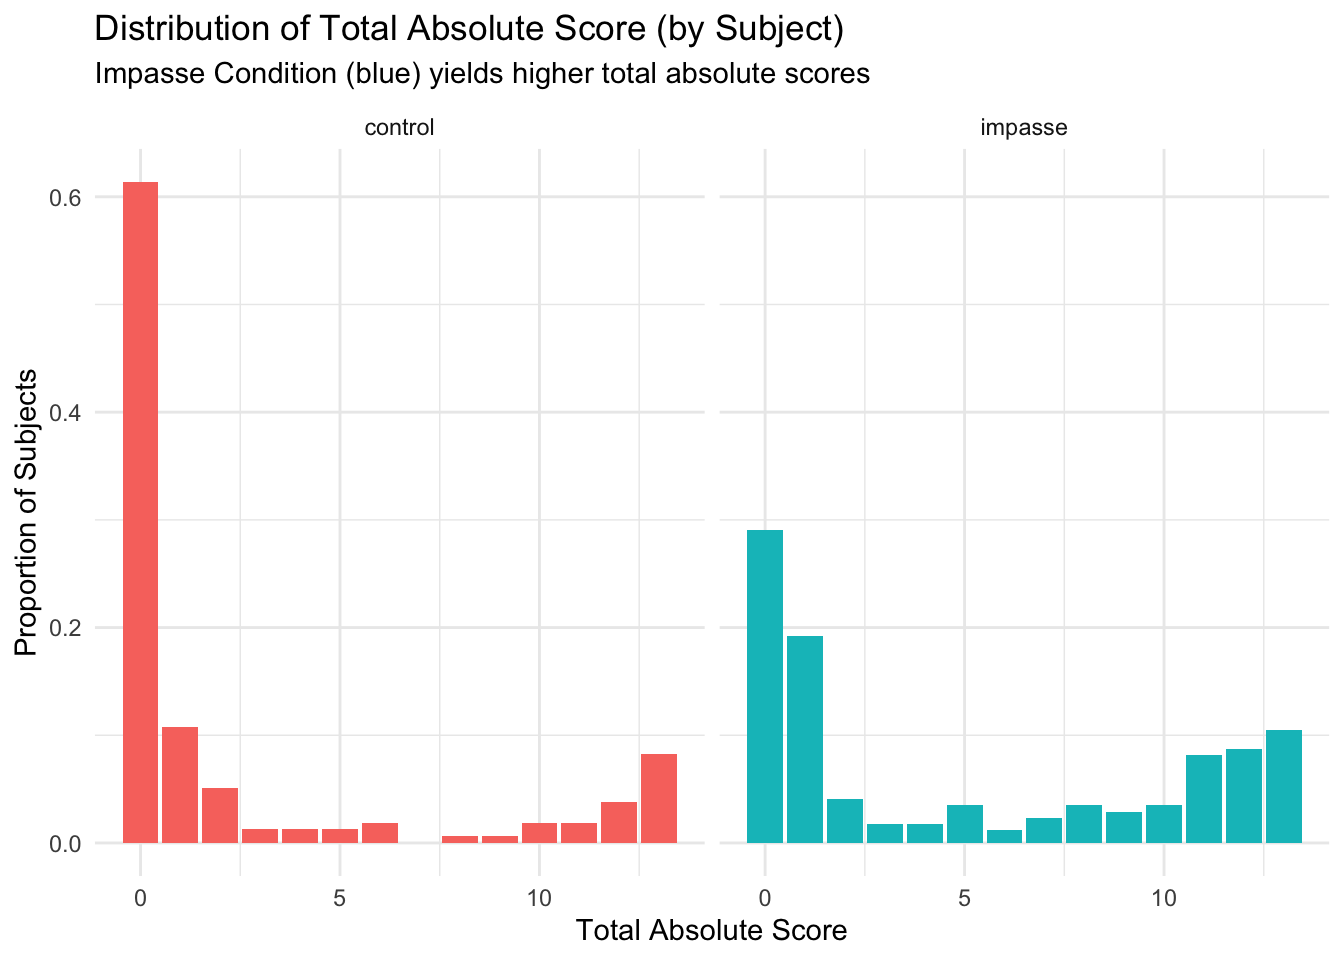 Distribution of Total Absolute Score (by Subject)
Impasse Condition (blue) yields higher total absolute scores
control
impasse
Proportion of Subjects
0.6
0.4
0.2
0.0
0 5 10
0 5 10
Total Absolute Score